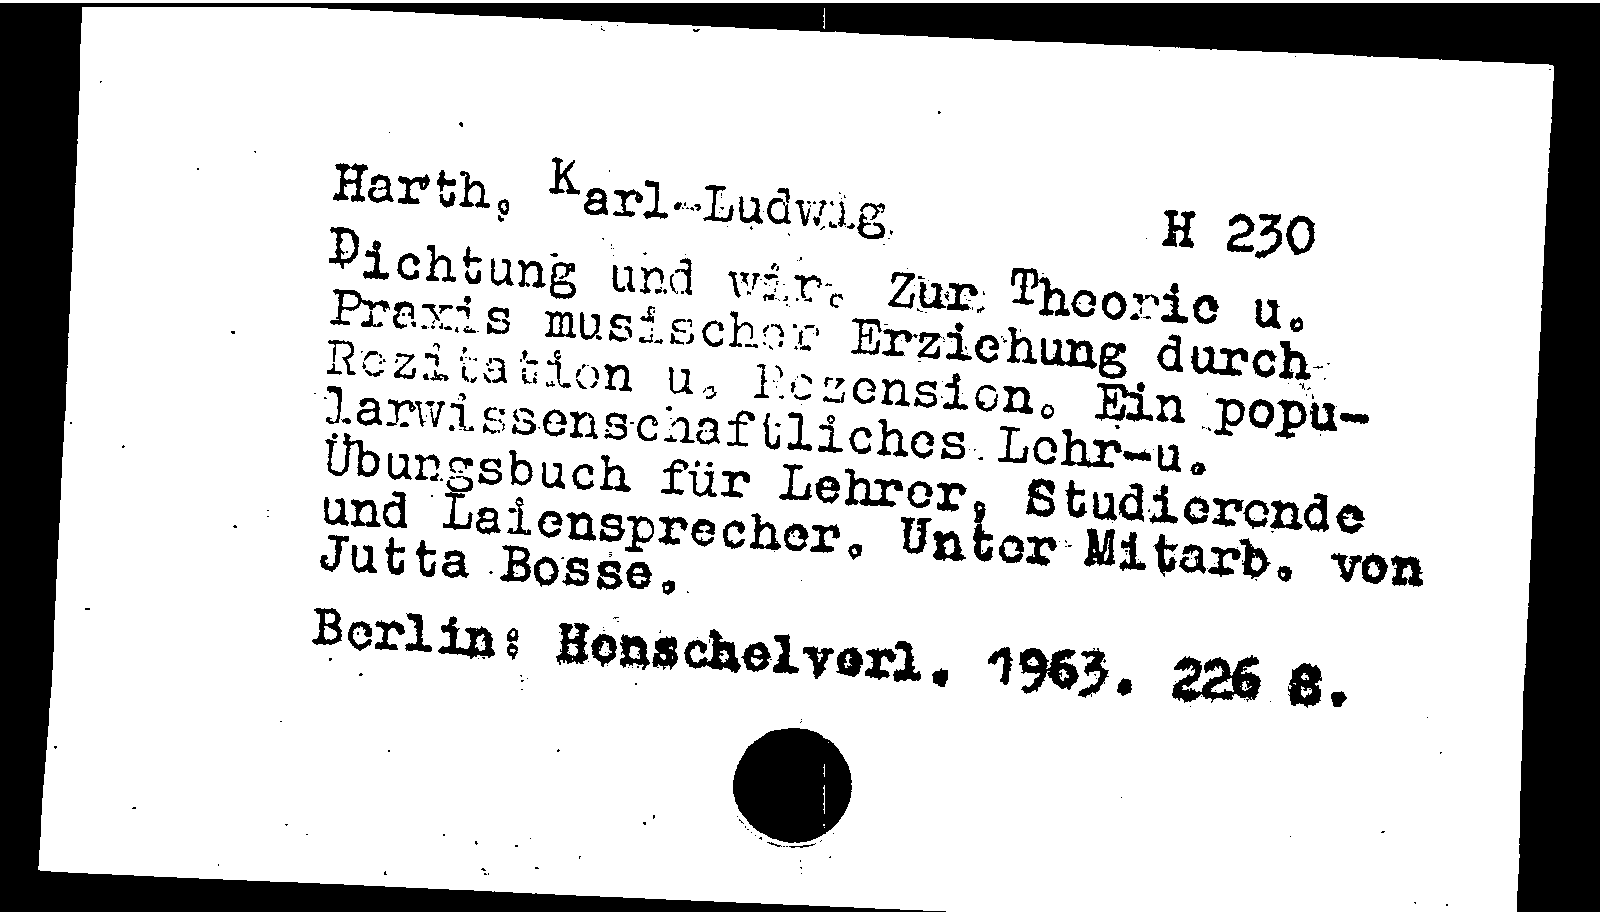 Harth, Karl-Ludwig H 230
Dichtung und wir. Zur Theorie u.
Praxis musischer Erziehung durch
Rezitation u. Rezension. Ein popu-
larwissenschaftliches Lehr-u.
Übungsbuch für Lehrer, Studierende
und Laiensprecher. Unter Mitarb. von
Jutta Bosse.
Berlin: Henschelverl. 1963. 226 S.